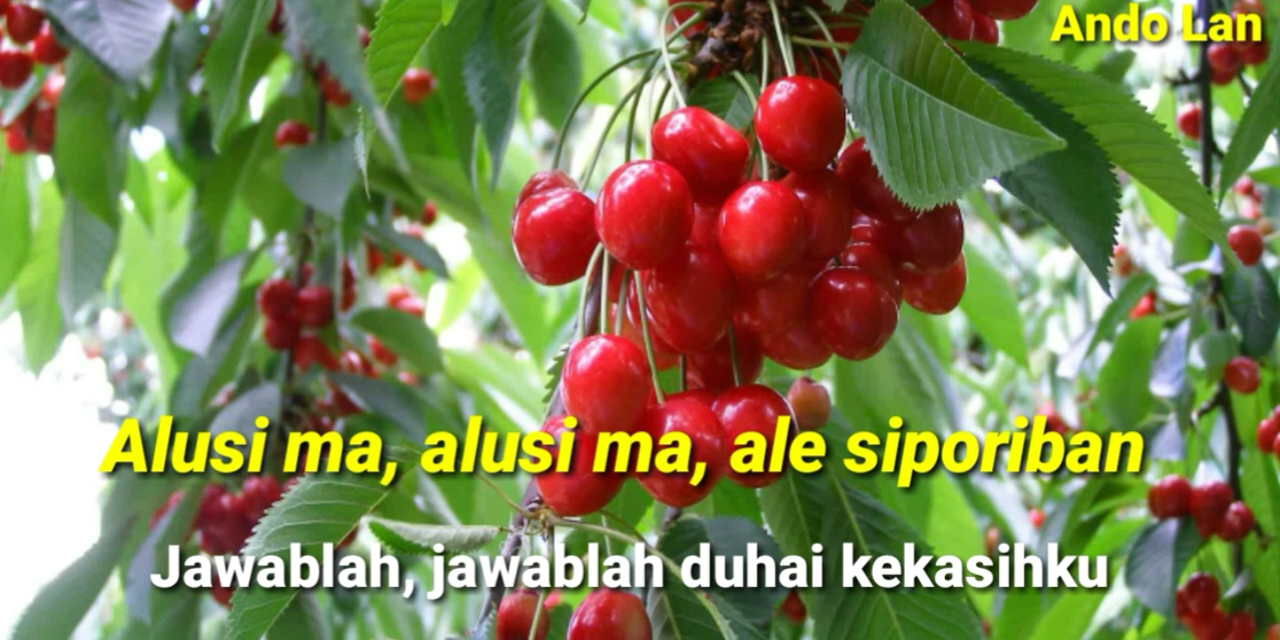 Ando Lan
Alusi ma, alusi ma, ale siporiban
Jawablah, jawablah duhai kekasihku